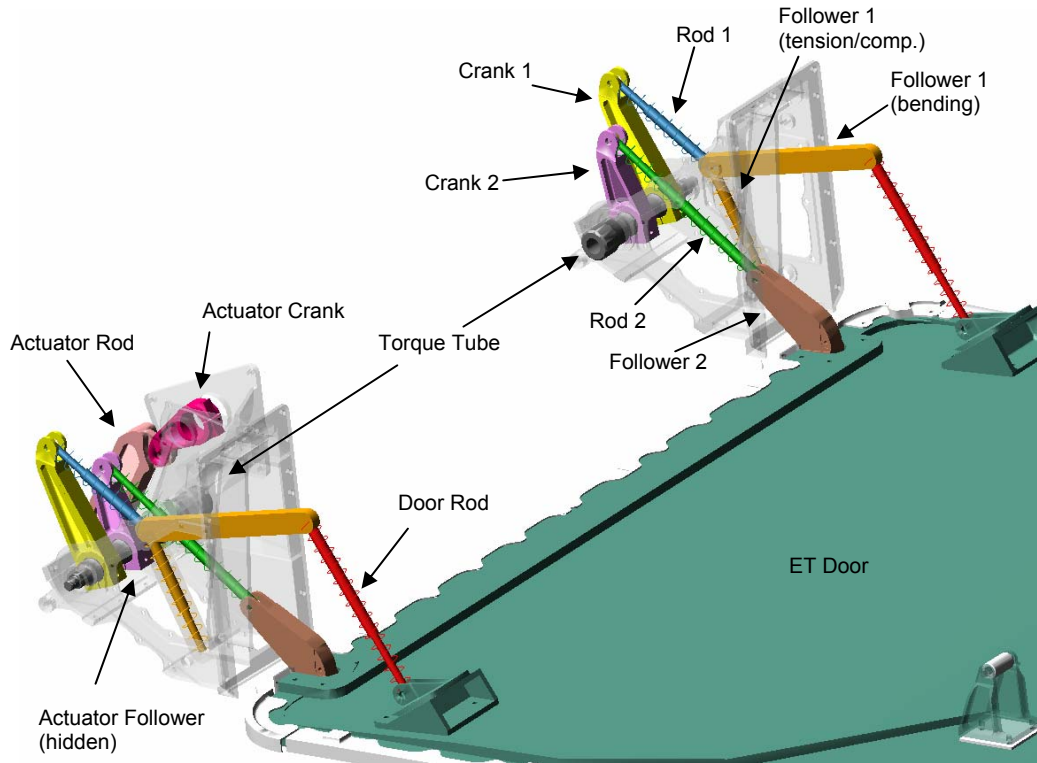 Follower 1
(tension/comp.)
Rod 1
Crank 1
Follower 1
(bending)
Crank 2
Actuator Crank
Rod 2
Actuator Rod
Torque Tube
Follower 2
Door Rod
ET Door
Actuator Follower
(hidden)